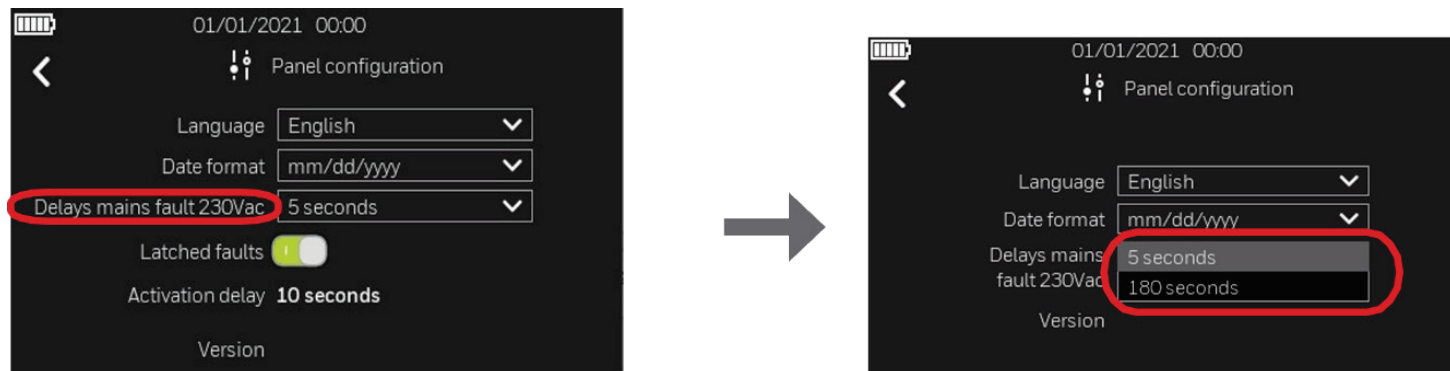 01/01/2021 00:00
Panel configuration
Language English
Date format mm/dd/yyyy
Delays mains fault 230Vac 5 seconds
Latched faults
Activation delay 10 seconds
Version
01/01/2021 00:00
Panel configuration
Language English
Date format mm/dd/yyyy
Delays mains 5 seconds
fault 230Vac 180 seconds
Version